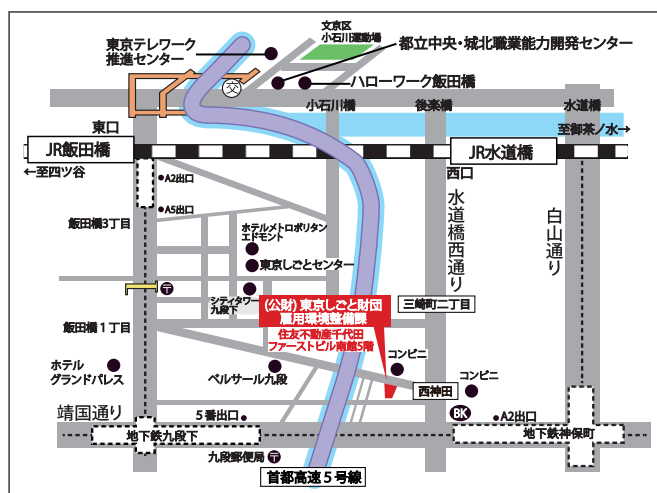 文京区
小石川運動場
東京テレワーク
推進センター
都立中央・城北職業能力開発センター
交
ハローワーク飯田橋
小石川橋
後楽橋
水道橋
東口
至御茶ノ水→
JR飯田橋
JR水道橋
←至四ツ谷
西口
A2出口
A5出口
飯田橋3丁目
水道橋西通り
白山通り
ホテルメトロポリタン
エドモント
東京しごとセンター
〒
シティタワー
九段下
(公財)東京しごと財団
雇用環境整備課
三崎町二丁目
飯田橋1丁目
住友不動産千代田
ファーストビル南館5階
コンビニ
ホテル
グランドパレス
ベルサール九段
西神田
コンビニ
靖国通り
5番出口
BK
A2出口
地下鉄九段下
地下鉄神保町
九段郵便局
〒
首都高速5号線